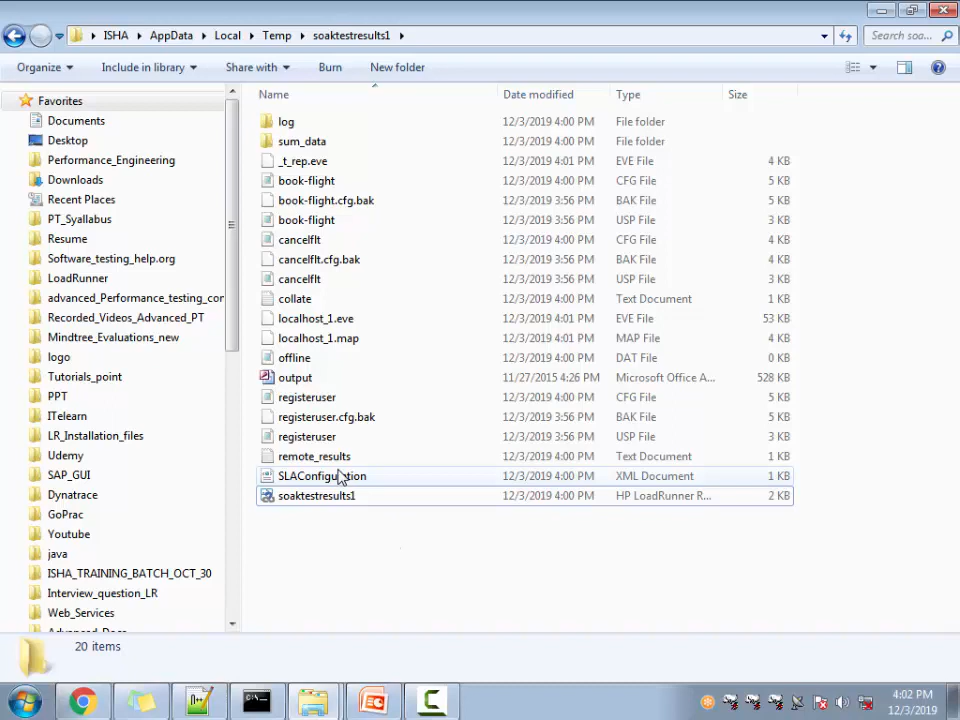 ISHA AppData Local Temp soaktestresults1 Search soa...
Organize Include in library Share with Burn New folder
Favorites
Documents
Desktop
Performance_Engineering
Downloads
Recent Places
PT_Syllabus
Resume
Software_testing_help.org
LoadRunner
advanced_Performance_testing_cor
Recorded_Videos_Advanced_PT
Mindtree_Evaluations_new
logo
Tutorials_point
PPT
ITelearn
LR_Installation_files
Udemy
SAP_GUI
Dynatrace
GoPrac
Youtube
java
ISHA_TRAINING_BATCH_OCT_30
Interview_question_LR
Web_Services
Name Date modified Type Size
log 12/3/2019 4:00 PM File folder
sum_data 12/3/2019 4:00 PM File folder
_t_rep.eve 12/3/2019 4:01 PM EVE File 4 KB
book-flight 12/3/2019 4:00 PM CFG File 5 KB
book-flight.cfg.bak 12/3/2019 3:56 PM BAK File 5 KB
book-flight 12/3/2019 4:00 PM USP File 3 KB
cancelflt 12/3/2019 4:00 PM CFG File 4 KB
cancelflt.cfg.bak 12/3/2019 3:56 PM BAK File 4 KB
cancelflt 12/3/2019 3:56 PM USP File 3 KB
collate 12/3/2019 4:00 PM Text Document 1 KB
localhost_1.eve 12/3/2019 4:00 PM EVE File 53 KB
localhost_1.map 12/3/2019 4:00 PM MAP File 4 KB
offline 12/3/2019 4:00 PM DAT File 0 KB
output 11/27/2015 4:26 PM Microsoft Office A... 528 KB
registeruser 12/3/2019 4:00 PM CFG File 5 KB
registeruser.cfg.bak 12/3/2019 3:56 PM BAK File 5 KB
registeruser 12/3/2019 3:56 PM USP File 3 KB
remote_results 12/3/2019 4:00 PM Text Document 1 KB
SLAConfiguration 12/3/2019 4:00 PM XML Document 1 KB
soaktestresults1 12/3/2019 4:00 PM HP LoadRunner R... 2 KB
20 items
4:02 PM
12/3/2019